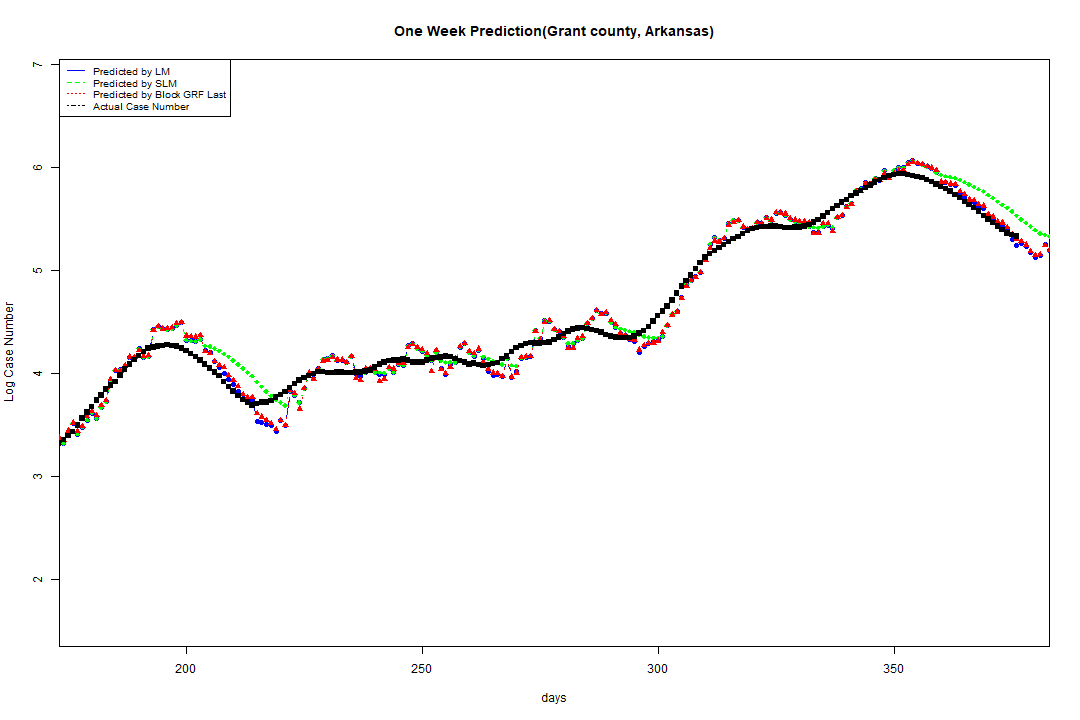 One Week Prediction(Grant county, Arkansas)
Predicted by LM
Predicted by SLM
Predicted by Block GRF Last
Actual Case Number
7
6
5
4
3
2
Log Case Number
200 250 300 350
days